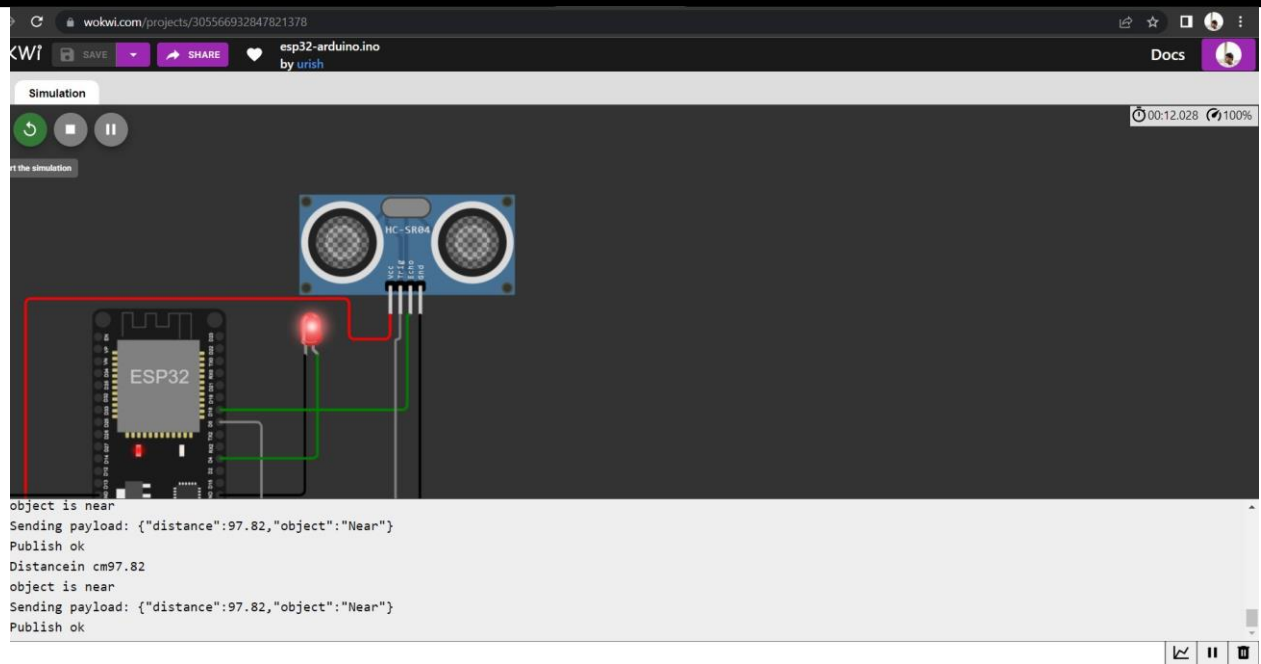 wokwi.com/projects/305566932847821378
WiI SAVE SHARE esp32-arduino.ino
by urish
Docs
Simulation
00:12.028 100%
rt the simulation
HC-SR04
Vcc
Trig
Echo
Gnd
ESP32
object is near
Sending payload: {"distance":97.82,"object":"Near"}
Publish ok
Distancein cm97.82
object is near
Sending payload: {"distance":97.82,"object":"Near"}
Publish ok